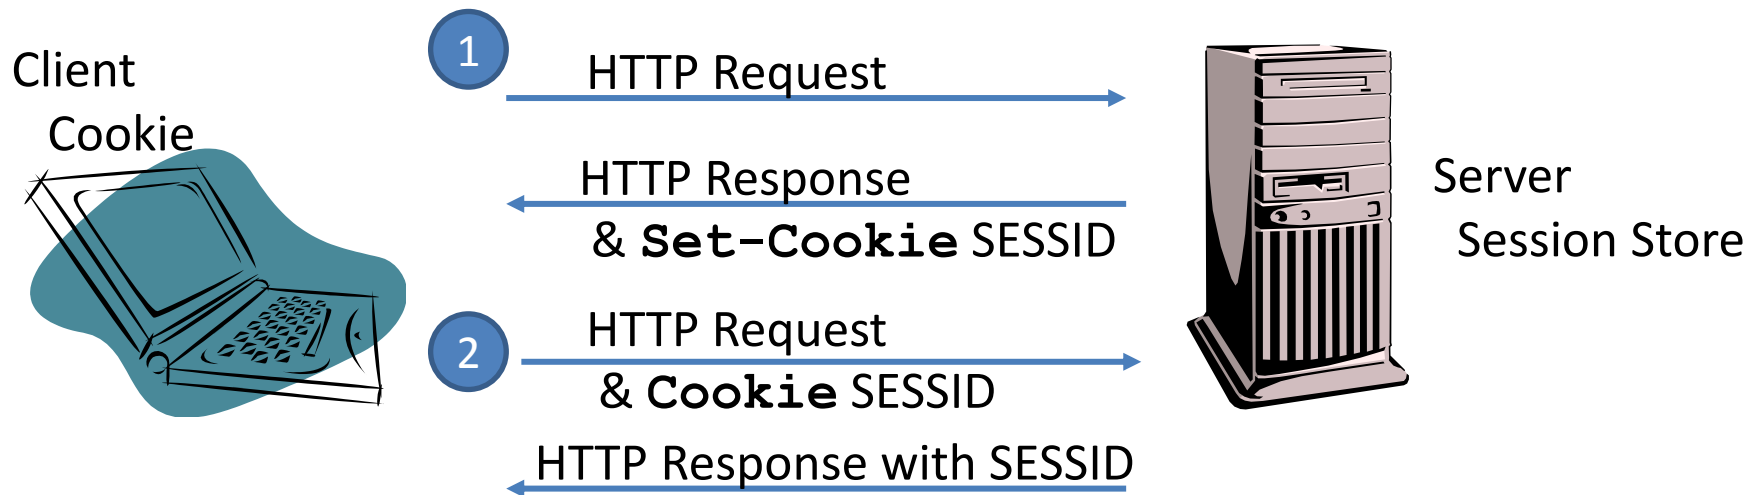 Client
Cookie
1
HTTP Request
HTTP Response
& Set-Cookie SESSID
2
HTTP Request
& Cookie SESSID
HTTP Response with SESSID
Server
Session Store